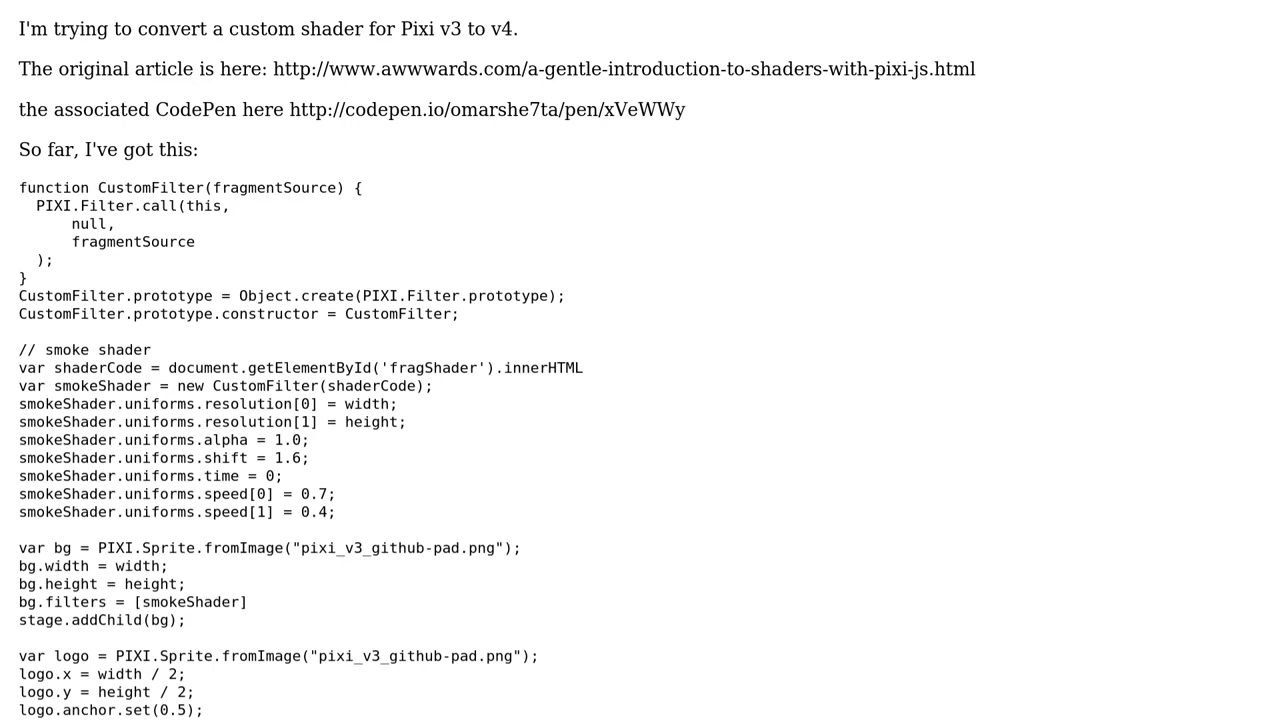 I'm trying to convert a custom shader for Pixi v3 to v4.
The original article is here: http://www.awwwards.com/a-gentle-introduction-to-shaders-with-pixi-js.html
the associated CodePen here http://codepen.io/omarshe7ta/pen/xVeWWy
So far, I've got this:
function CustomFilter(fragmentSource) {
  PIXI.Filter.call(this,
      null,
      fragmentSource
  );
}
CustomFilter.prototype = Object.create(PIXI.Filter.prototype);
CustomFilter.prototype.constructor = CustomFilter;

// smoke shader
var shaderCode = document.getElementById('fragShader').innerHTML
var smokeShader = new CustomFilter(shaderCode);
smokeShader.uniforms.resolution[0] = width;
smokeShader.uniforms.resolution[1] = height;
smokeShader.uniforms.alpha = 1.0;
smokeShader.uniforms.shift = 1.6;
smokeShader.uniforms.time = 0;
smokeShader.uniforms.speed[0] = 0.7;
smokeShader.uniforms.speed[1] = 0.4;

var bg = PIXI.Sprite.fromImage("pixi_v3_github-pad.png");
bg.width = width;
bg.height = height;
bg.filters = [smokeShader]
stage.addChild(bg);

var logo = PIXI.Sprite.fromImage("pixi_v3_github-pad.png");
logo.x = width / 2;
logo.y = height / 2;
logo.anchor.set(0.5);